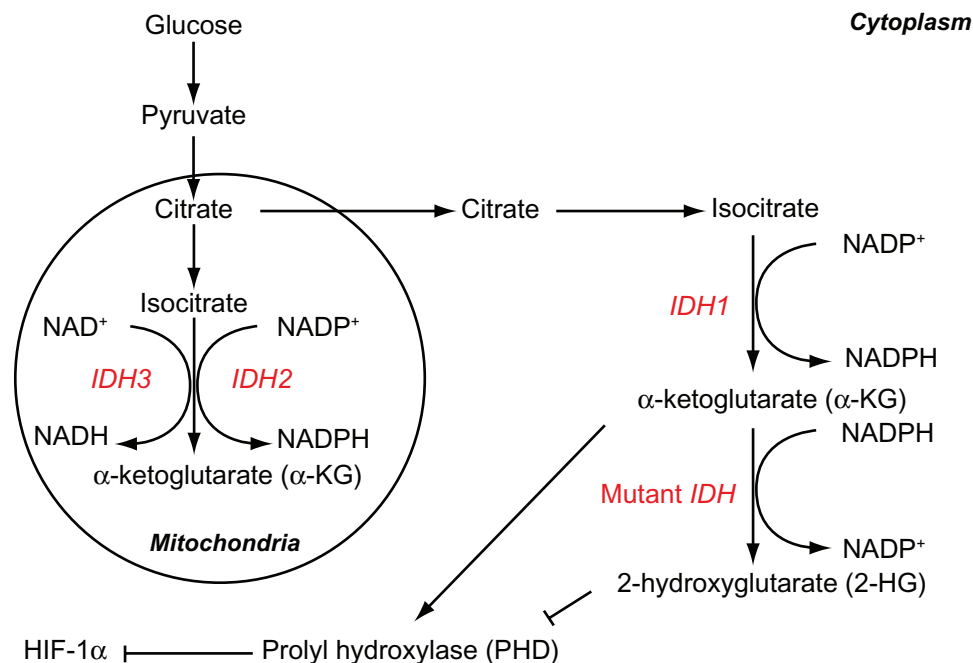 Glucose
Cytoplasm
Pyruvate
Citrate
Citrate
Isocitrate
NADP⁺
Isocitrate
NAD⁺
NADP⁺
IDH1
IDH3
IDH2
NADPH
α-ketoglutarate (α-KG)
NADH
NADPH
NADPH
α-ketoglutarate (α-KG)
Mutant IDH
Mitochondria
NADP⁺
2-hydroxyglutarate (2-HG)
HIF-1α
Prolyl hydroxylase (PHD)